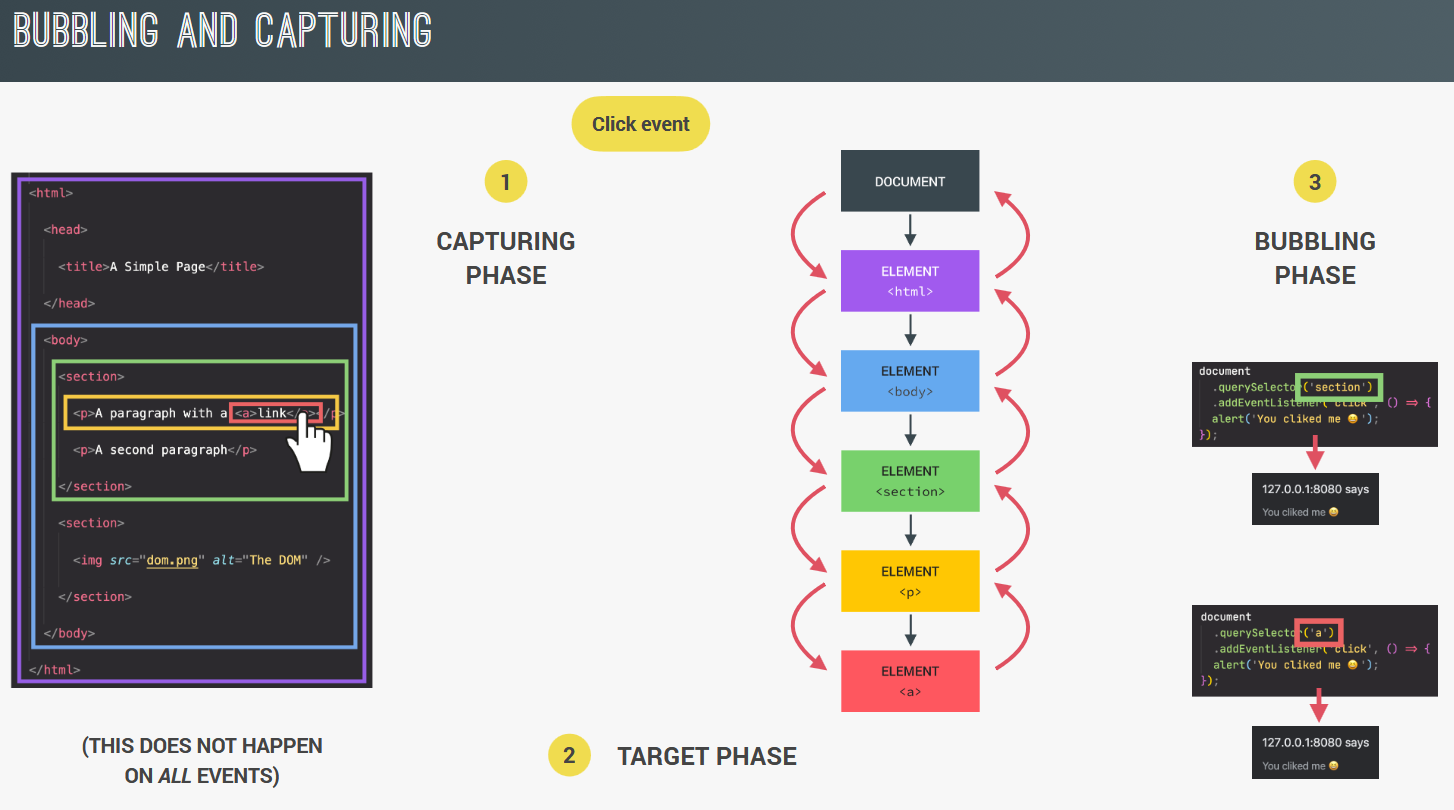 BUBBLING AND CAPTURING
Click event
<html>
<head>
<title>A Simple Page</title>
</head>
<body>
<section>
<p>A paragraph with a <a>link</a></p>
<p>A second paragraph</p>
</section>
<section>
<img src="dom.png" alt="The DOM" />
</section>
</body>
</html>
(THIS DOES NOT HAPPEN
ON ALL EVENTS)
1
CAPTURING
PHASE
2
TARGET PHASE
DOCUMENT
ELEMENT
<html>
ELEMENT
<body>
ELEMENT
<section>
ELEMENT
<p>
ELEMENT
<a>
3
BUBBLING
PHASE
document
.querySelector('section')
.addEventListener('click', () => {
alert('You cliked me 😄');
});
127.0.0.1:8080 says
You cliked me 😄
document
.querySelector('a')
.addEventListener('click', () => {
alert('You cliked me 😄');
});
127.0.0.1:8080 says
You cliked me 😄